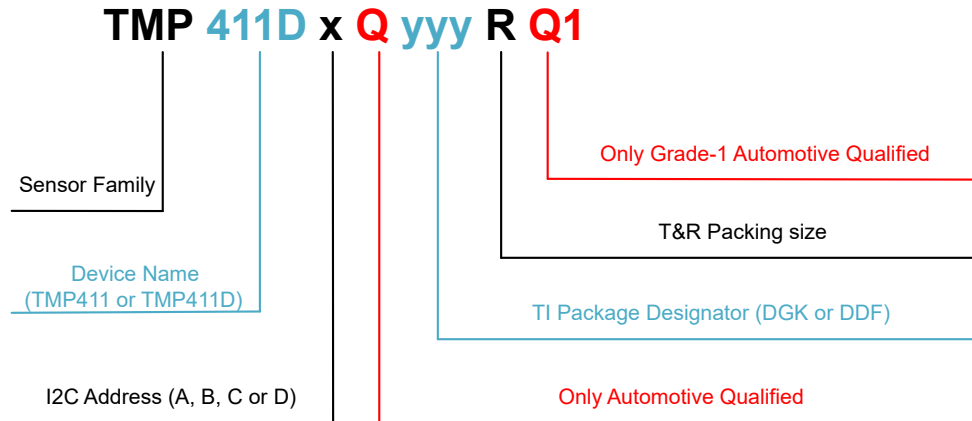 TMP 411D x Q yyy R Q1
Only Grade-1 Automotive Qualified
Sensor Family
T&R Packing size
Device Name
(TMP411 or TMP411D)
TI Package Designator (DGK or DDF)
I2C Address (A, B, C or D)
Only Automotive Qualified